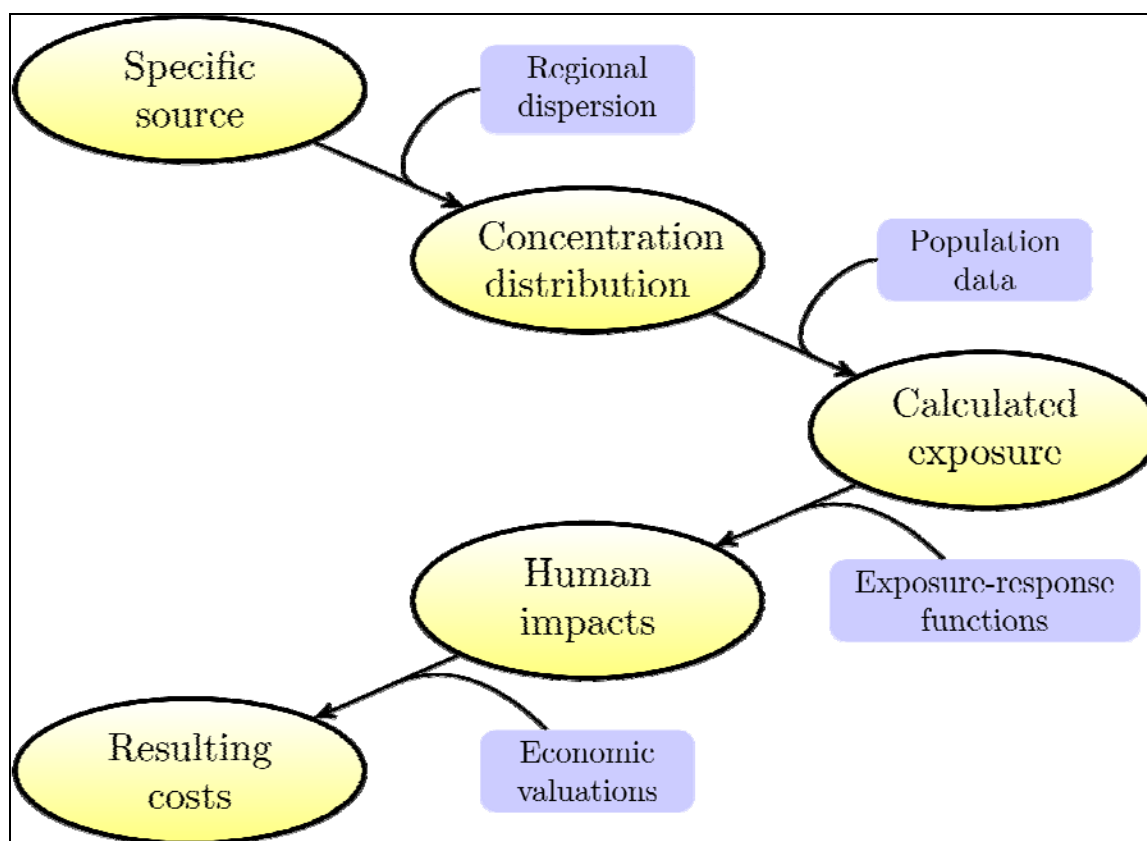 Specific
source
Regional
dispersion
Concentration
distribution
Population
data
Calculated
exposure
Human
impacts
Exposure-response
functions
Resulting
costs
Economic
valuations